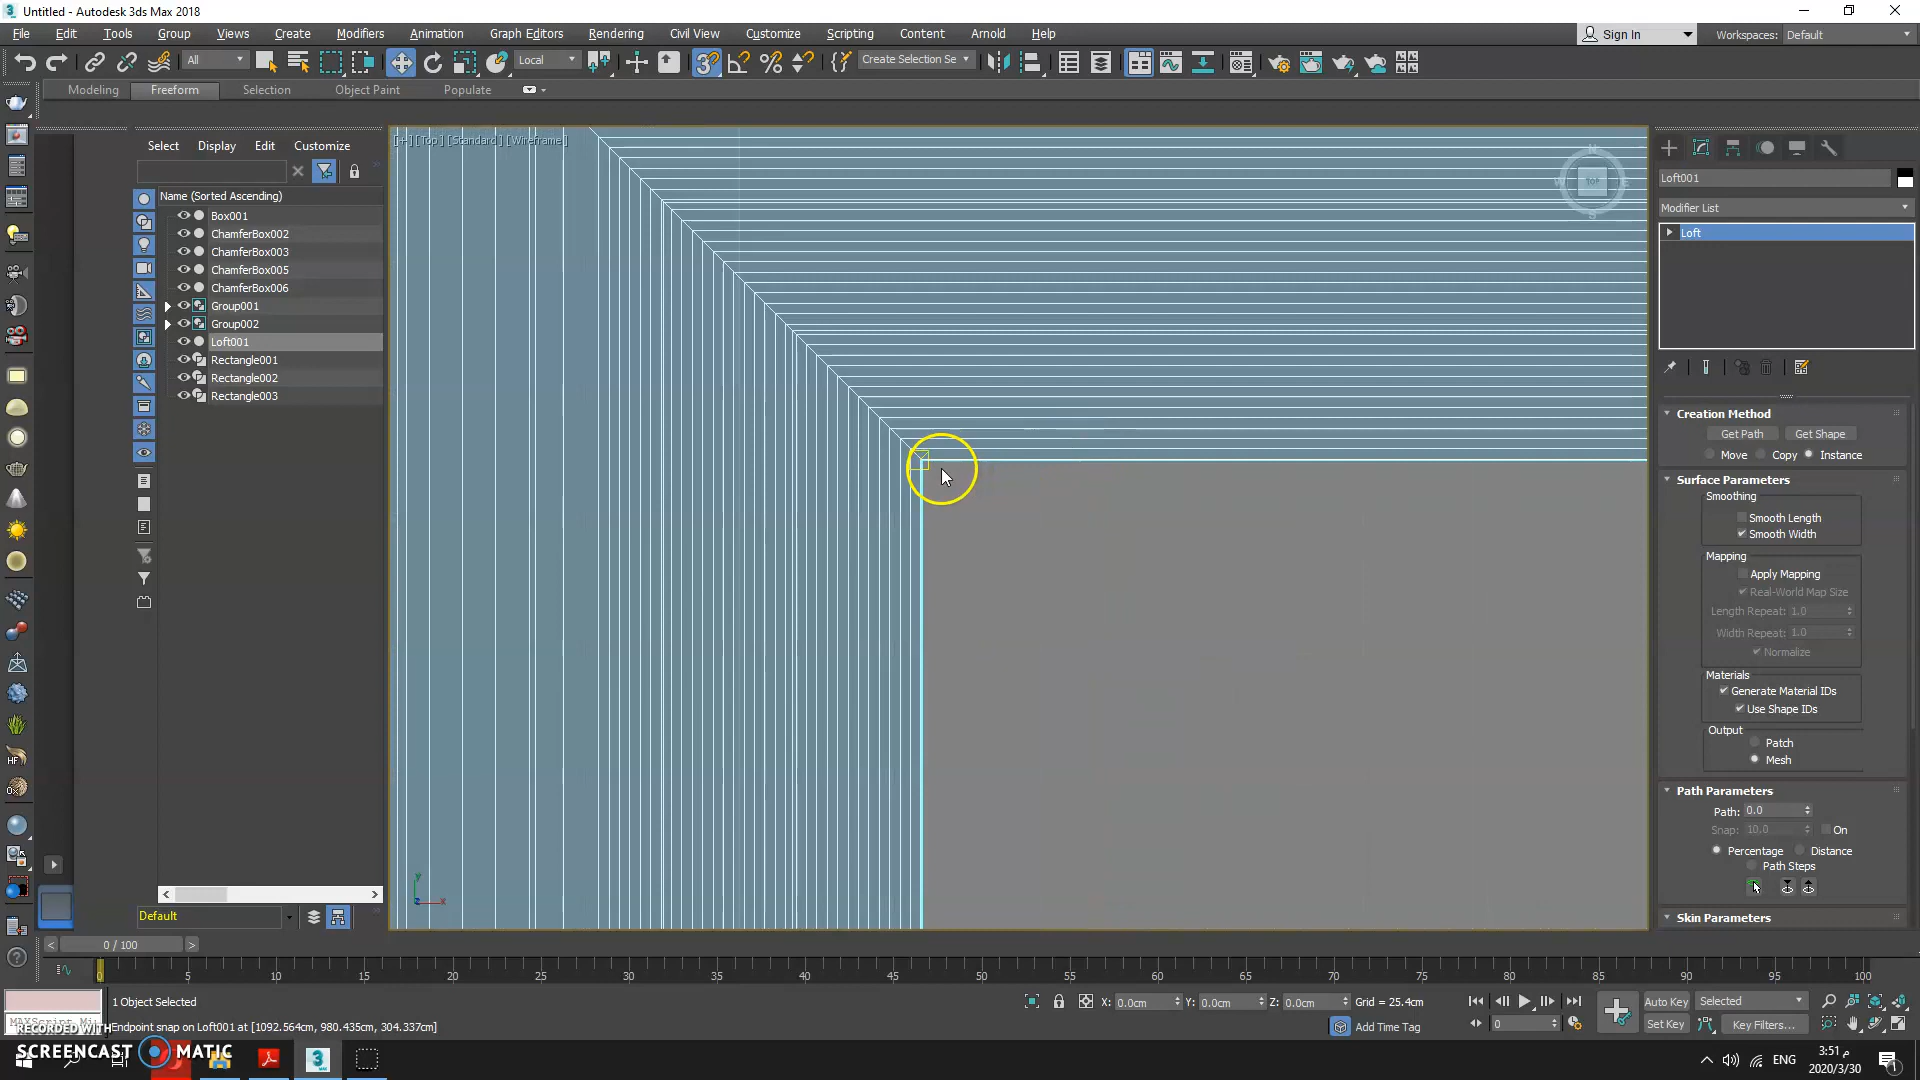 Untitled - Autodesk 3ds Max 2018
File Edit Tools Group Views Create Modifiers Animation Graph Editors Rendering Civil View Customize Scripting Content Arnold Help
Sign In Workspaces: Default
All Local Create Selection Se
Modeling Freeform Selection Object Paint Populate
Select Display Edit Customize
[+] [Top] [Standard] [Wireframe]
TOP
Name (Sorted Ascending)
Box001
ChamferBox002
ChamferBox003
ChamferBox005
ChamferBox006
Group001
Group002
Loft001
Rectangle001
Rectangle002
Rectangle003
Default
Loft001
Modifier List
Loft
Creation Method
Get Path Get Shape
Move Copy Instance
Surface Parameters
Smoothing
Smooth Length
Smooth Width
Mapping
Apply Mapping
Real-World Map Size
Length Repeat: 1.0
Width Repeat: 1.0
Normalize
Materials
Generate Material IDs
Use Shape IDs
Output
Patch
Mesh
Path Parameters
Path: 0.0
Snap: 10.0 On
Percentage Distance
Path Steps
Skin Parameters
0 / 100
0 5 10 15 20 25 30 35 40 45 50 55 60 65 70 75 80 85 90 95 100
1 Object Selected
X: 0.0cm Y: 0.0cm Z: 0.0cm Grid = 25.4cm
Auto Key Selected
Endpoint snap on Loft001 at [1092.564cm, 980.435cm, 304.337cm]
Add Time Tag
0
Set Key Key Filters...
RECORDED WITH
SCREENCAST MATIC
ENG
3:51 م
2020/3/30